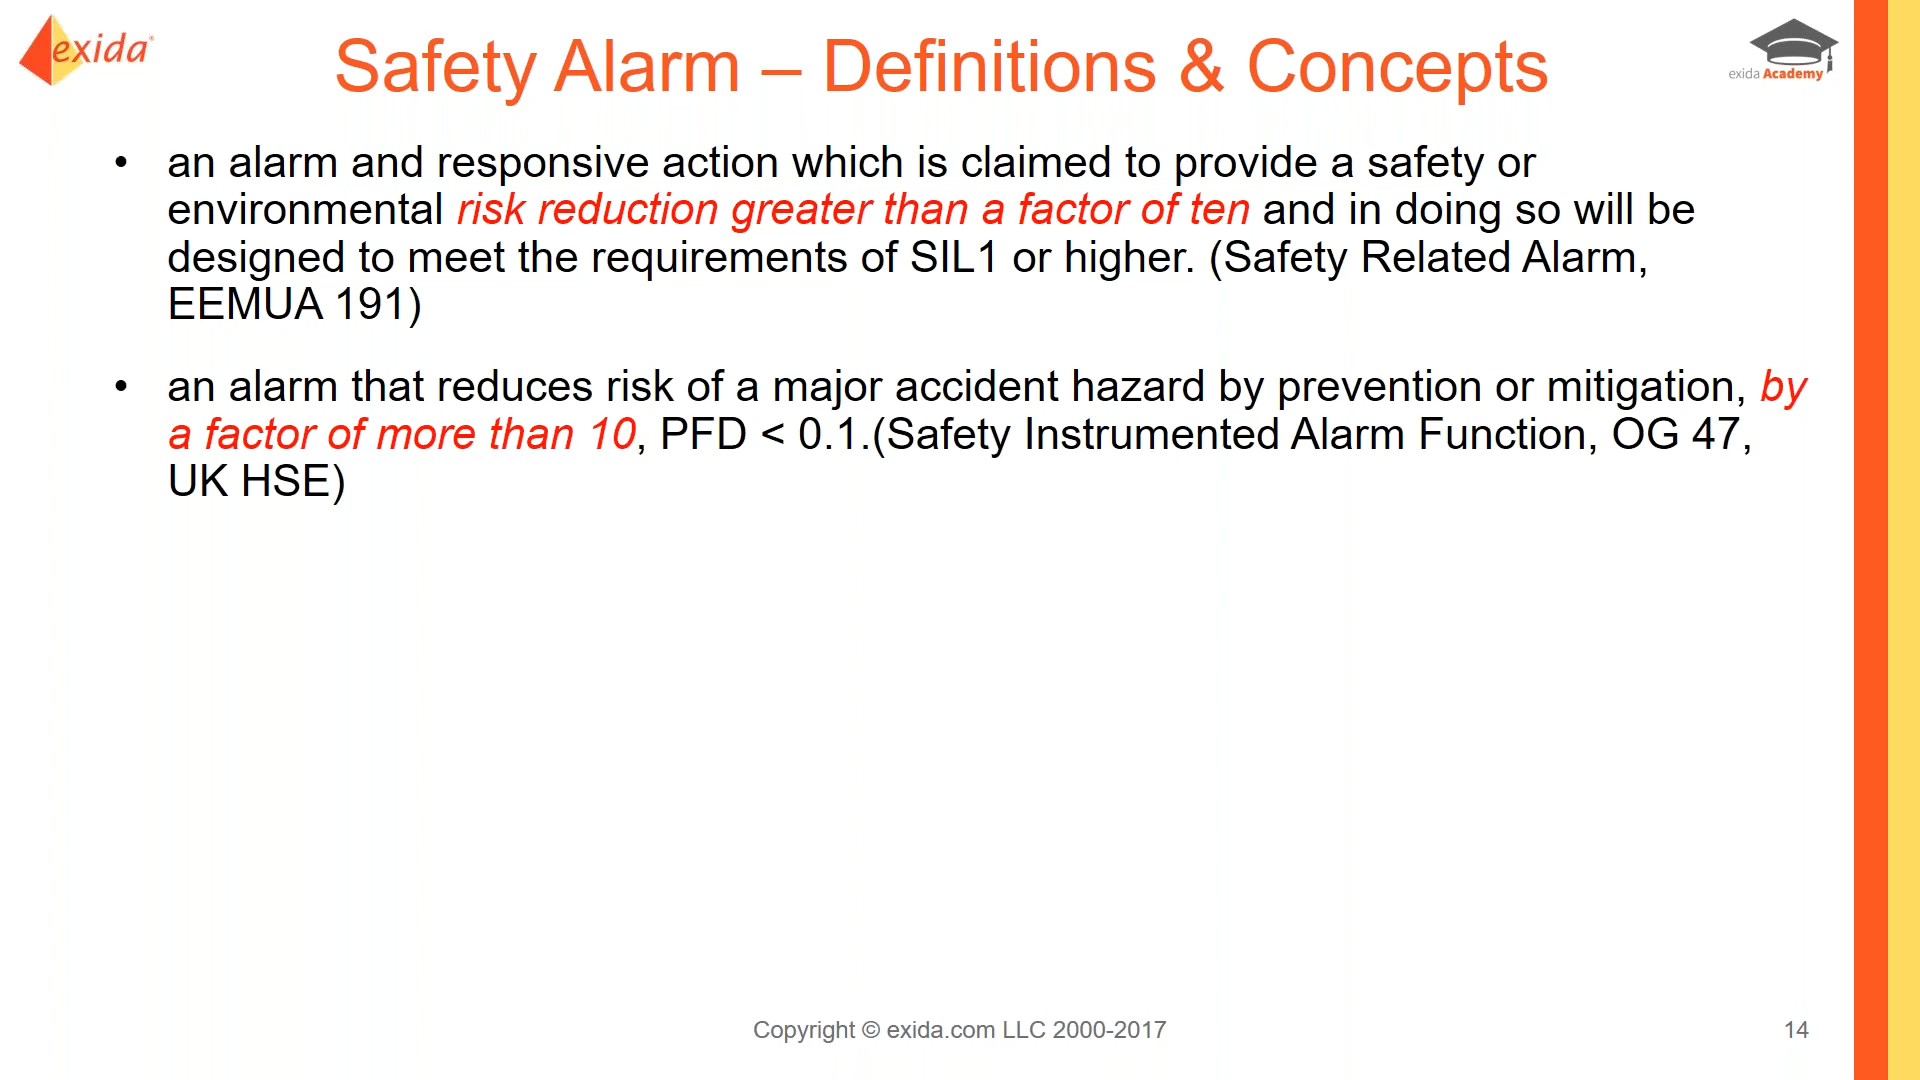 exida®
Safety Alarm – Definitions & Concepts
exida Academy
• an alarm and responsive action which is claimed to provide a safety or
environmental risk reduction greater than a factor of ten and in doing so will be
designed to meet the requirements of SIL1 or higher. (Safety Related Alarm,
EEMUA 191)
• an alarm that reduces risk of a major accident hazard by prevention or mitigation, by
a factor of more than 10, PFD < 0.1.(Safety Instrumented Alarm Function, OG 47,
UK HSE)
Copyright © exida.com LLC 2000-2017
14